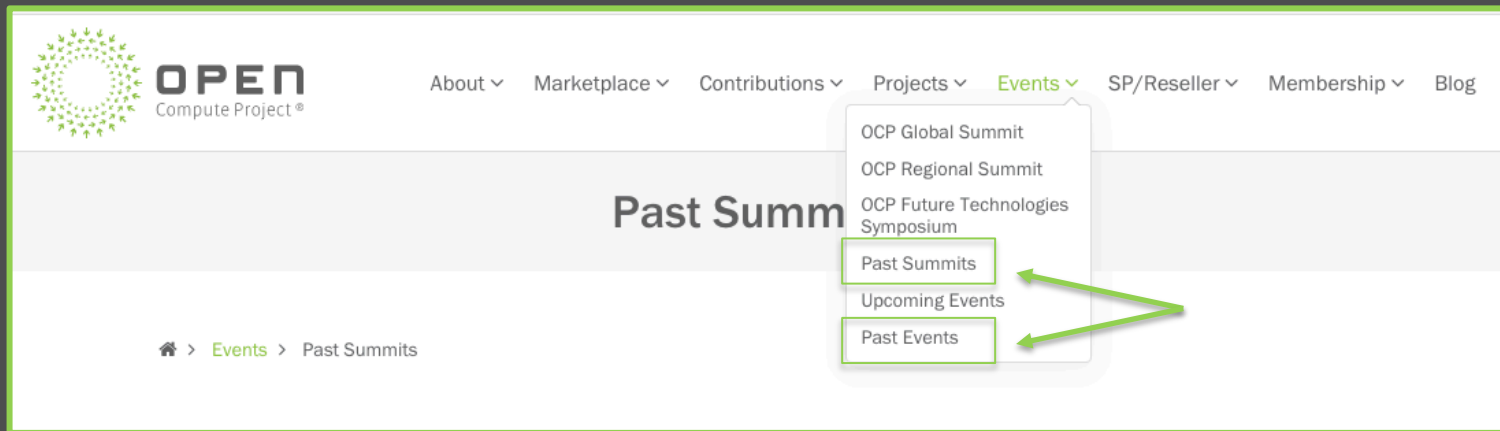 OPEN
Compute Project ®
About Marketplace Contributions Projects Events SP/Reseller Membership Blog
OCP Global Summit
OCP Regional Summit
OCP Future Technologies
Symposium
Past Summits
Upcoming Events
Past Events
Past Summ
> Events > Past Summits